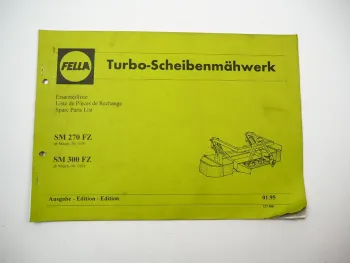 FELLA
Turbo-Scheibenmähwerk
Ersatzteilliste
Liste de Pièces de Rechange
Spare Parts List
SM 270 FZ
SM 300 FZ
Ausgabe - Edition - Edition
01.95